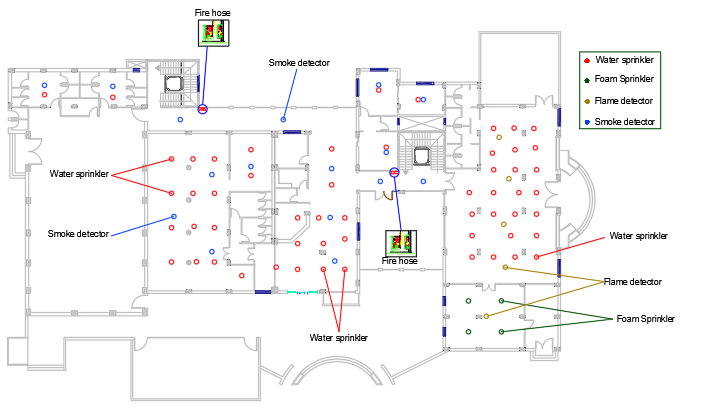 Fire hose
Smoke detector
Water sprinkler
Foam Sprinkler
Flame detector
Smoke detector
Water sprinkler
Smoke detector
Water sprinkler
Fire hose
Flame detector
Foam Sprinkler
Water sprinkler